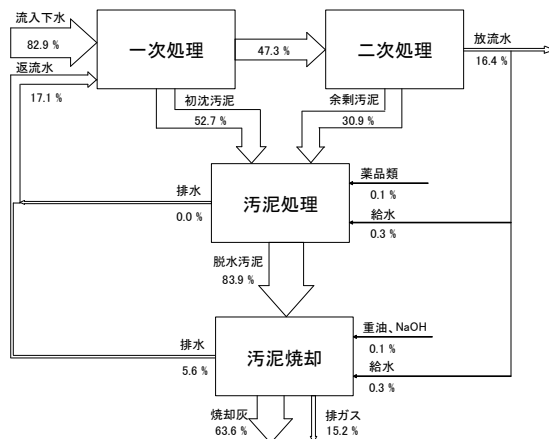 流入下水
82.9 %
返流水
17.1 %
一次処理
47.3 %
二次処理
放流水
16.4 %
初沈汚泥
52.7 %
余剰汚泥
30.9 %
汚泥処理
薬品類
0.1 %
給水
0.3 %
排水
0.0 %
脱水汚泥
83.9 %
汚泥焼却
重油、NaOH
0.1 %
給水
0.3 %
排水
5.6 %
焼却灰
63.6 %
排ガス
15.2 %